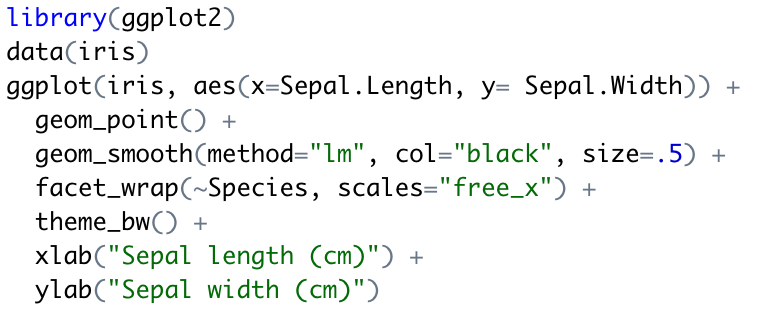 library(ggplot2)
data(iris)
ggplot(iris, aes(x=Sepal.Length, y= Sepal.Width)) +
  geom_point() +
  geom_smooth(method="lm", col="black", size=.5) +
  facet_wrap(~Species, scales="free_x") +
  theme_bw() +
  xlab("Sepal length (cm)") +
  ylab("Sepal width (cm)")